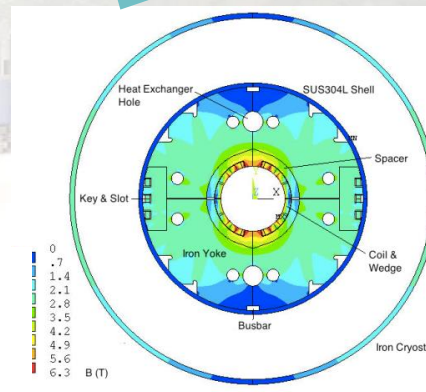 Heat Exchanger
Hole
SUS304L Shell
Spacer
X
Key & Slot
Iron Yoke
Coil &
Wedge
Busbar
Iron Cryost
0
.7
1.4
2.1
2.8
3.5
4.2
4.9
5.6
6.3 B (T)